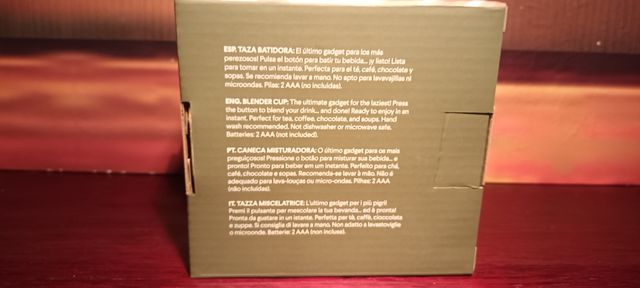 ESP. TAZA BATIDORA: El último gadget para los más
perezosos! Pulsa el botón para batir tu bebida... ¡y listo! Lista
para tomar en un instante. Perfecta para el té, café, chocolate y
sopas. Se recomienda lavar a mano. No apto para lavavajillas ni
microondas. Pilas: 2 AAA (no incluidas).
ENG. BLENDER CUP: The ultimate gadget for the laziest! Press
the button to blend your drink... and done! Ready to enjoy in an
instant. Perfect for tea, coffee, chocolate, and soups. Hand
wash recommended. Not dishwasher or microwave safe.
Batteries: 2 AAA (not included).
PT. CANECA MISTURADORA: O último gadget para os mais
preguiçosos! Pressione o botão para misturar sua bebida... e
pronto! Pronto para beber em um instante. Perfeito para chá,
café, chocolate e sopas. Recomenda-se lavar à mão. Não é
adequado para lava-louças ou micro-ondas. Pilhas: 2 AAA
(não incluídas).
IT. TAZZA MISCELATRICE: L'ultimo gadget per i più pigri!
Premi il pulsante per mescolare la tua bevanda... ed è pronta!
Pronta da gustare in un istante. Perfetta per tè, caffè, cioccolata
e zuppe. Si consiglia di lavare a mano. Non adatto a lavastoviglie
o microonde. Batterie: 2 AAA (non incluse).